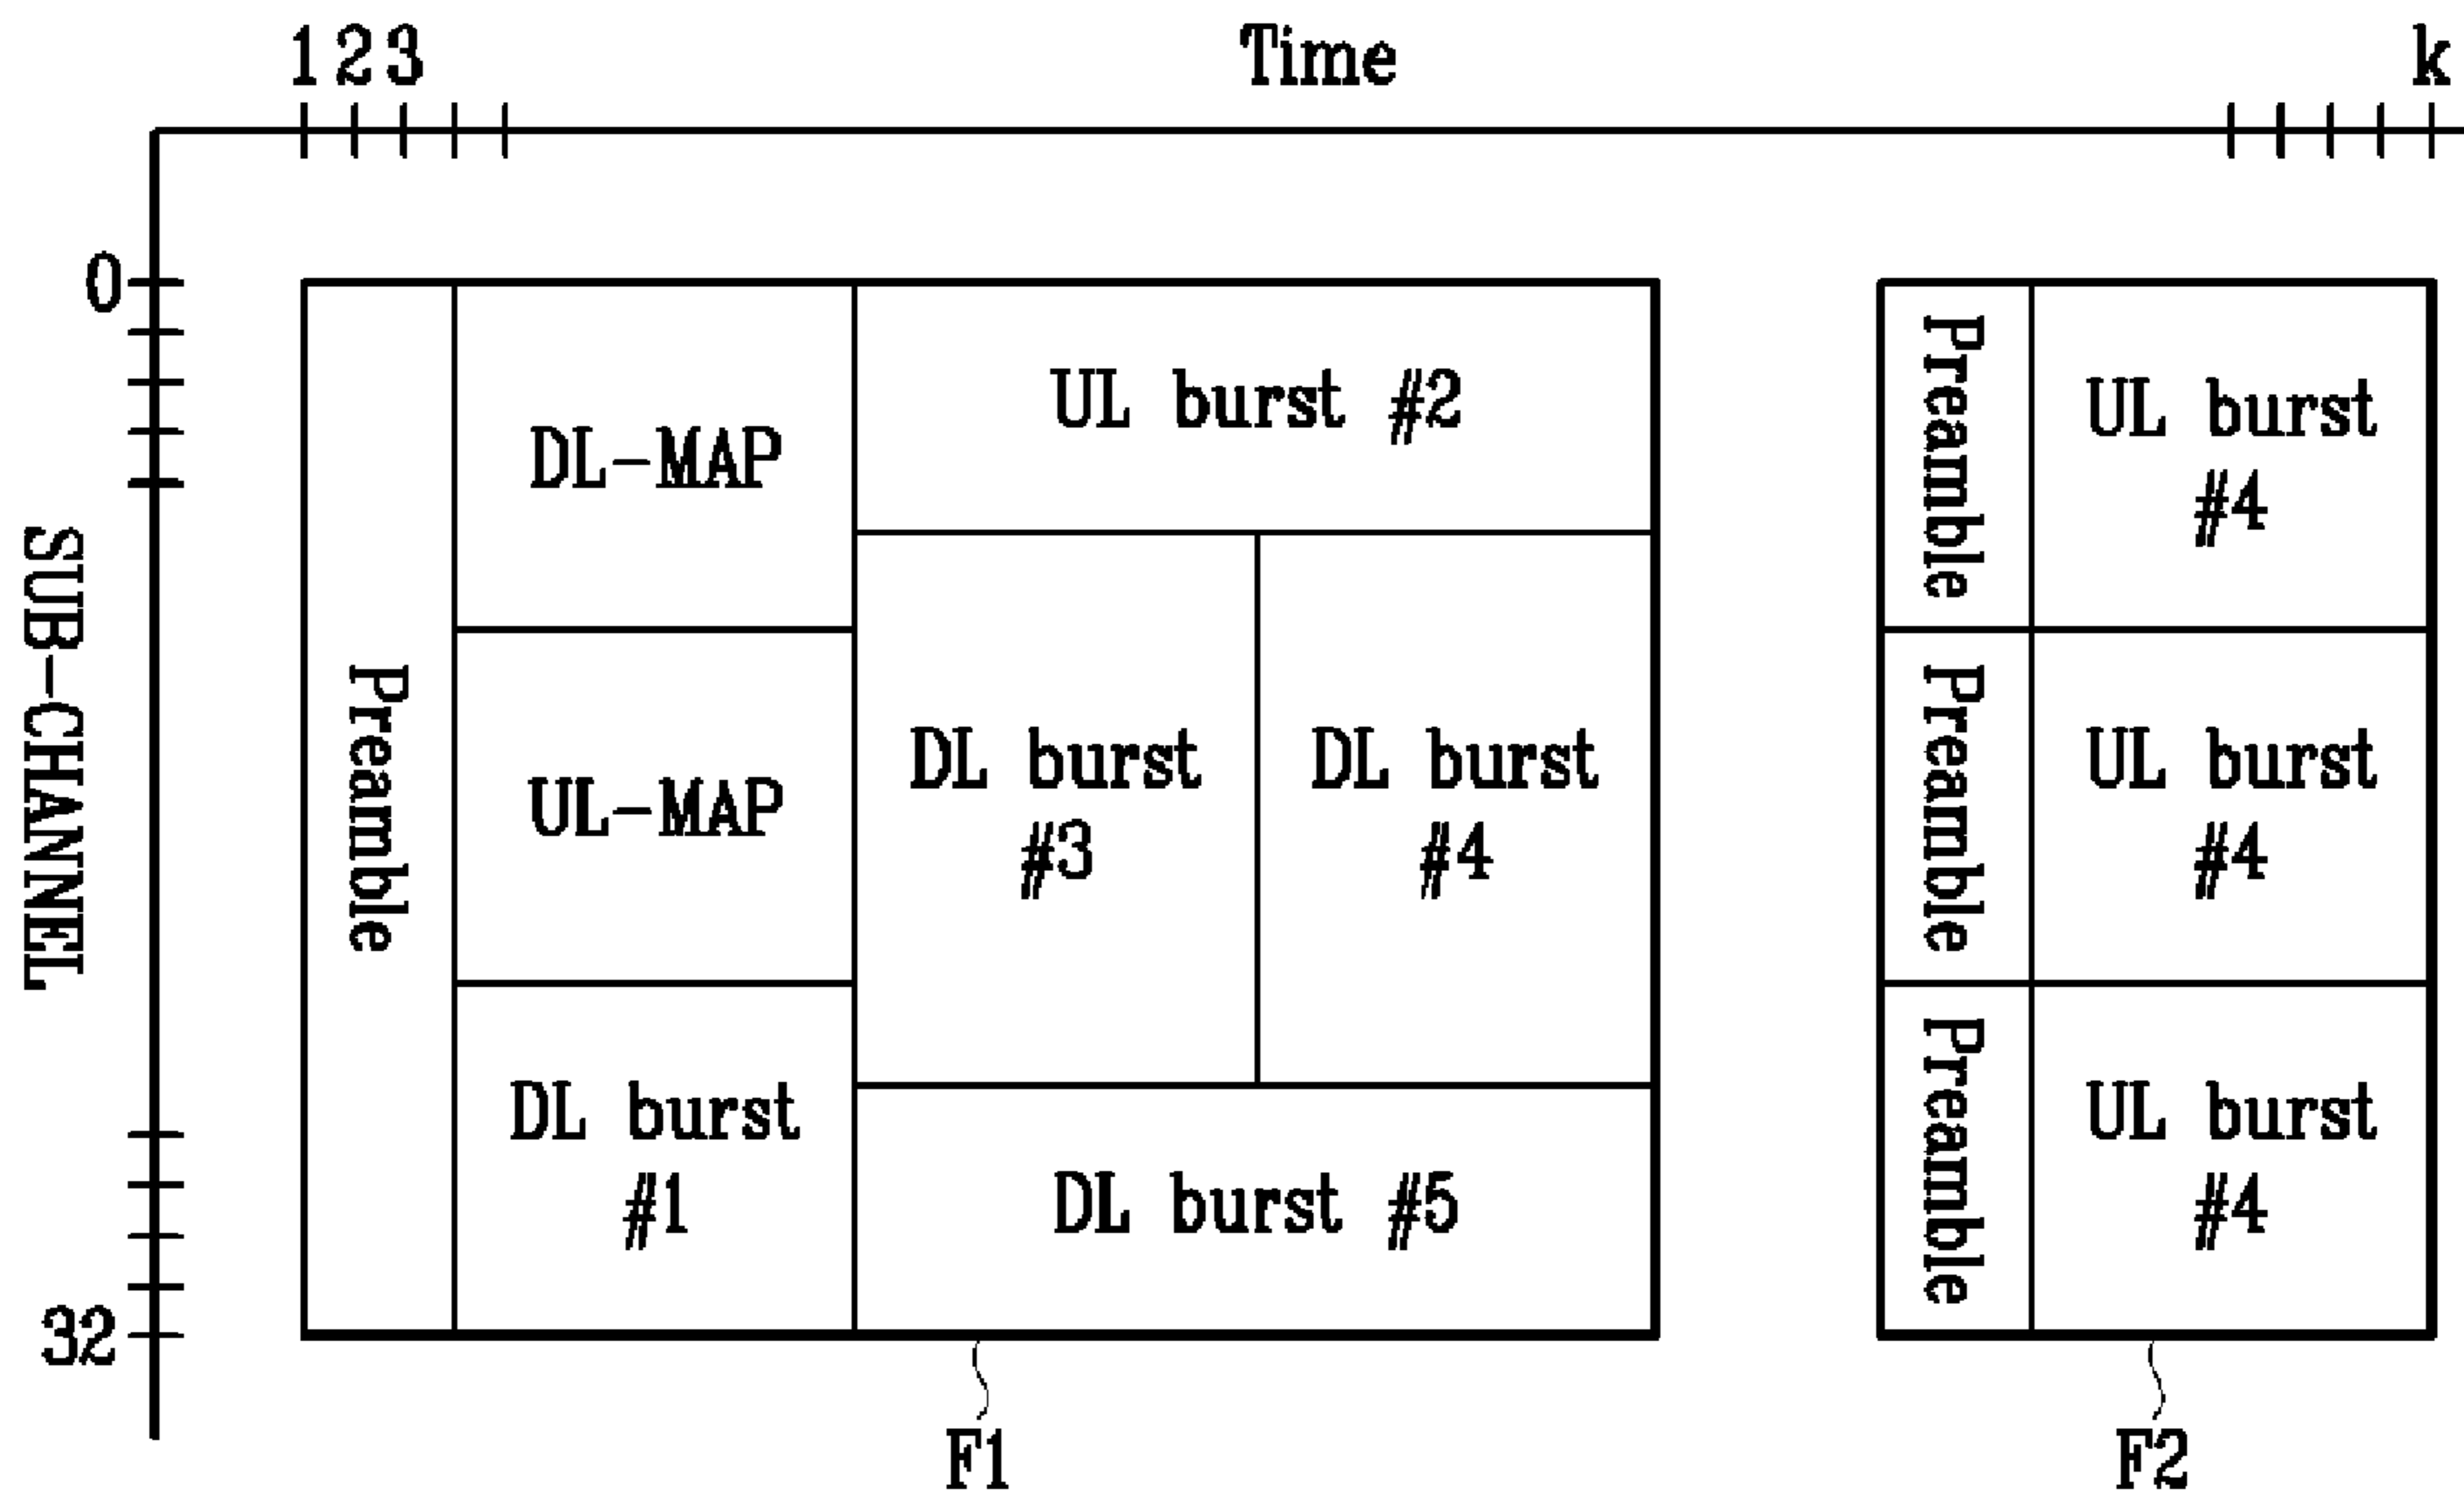 1 2 3 Time k
0
32
SUB-CHANNEL
Preamble
DL-MAP
UL-MAP
DL burst
#1
UL burst #2
DL burst
#3
DL burst
#4
DL burst #5
F1
Preamble
UL burst
#4
Preamble
UL burst
#4
Preamble
UL burst
#4
F2